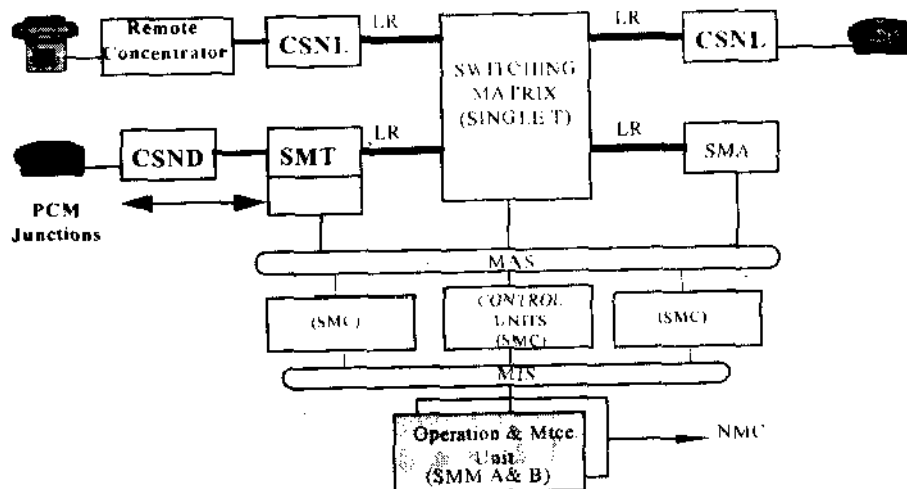 Remote
Concentrator
CSNL
LR
SWITCHING
MATRIX
(SINGLE T)
LR
CSNL
CSND
SMT
LR
LR
SMA
PCM
Junctions
MAS
(SMC)
CONTROL
UNITS
(SMC)
(SMC)
MIS
Operation & Mtce
Unit
(SMM A& B)
NMC